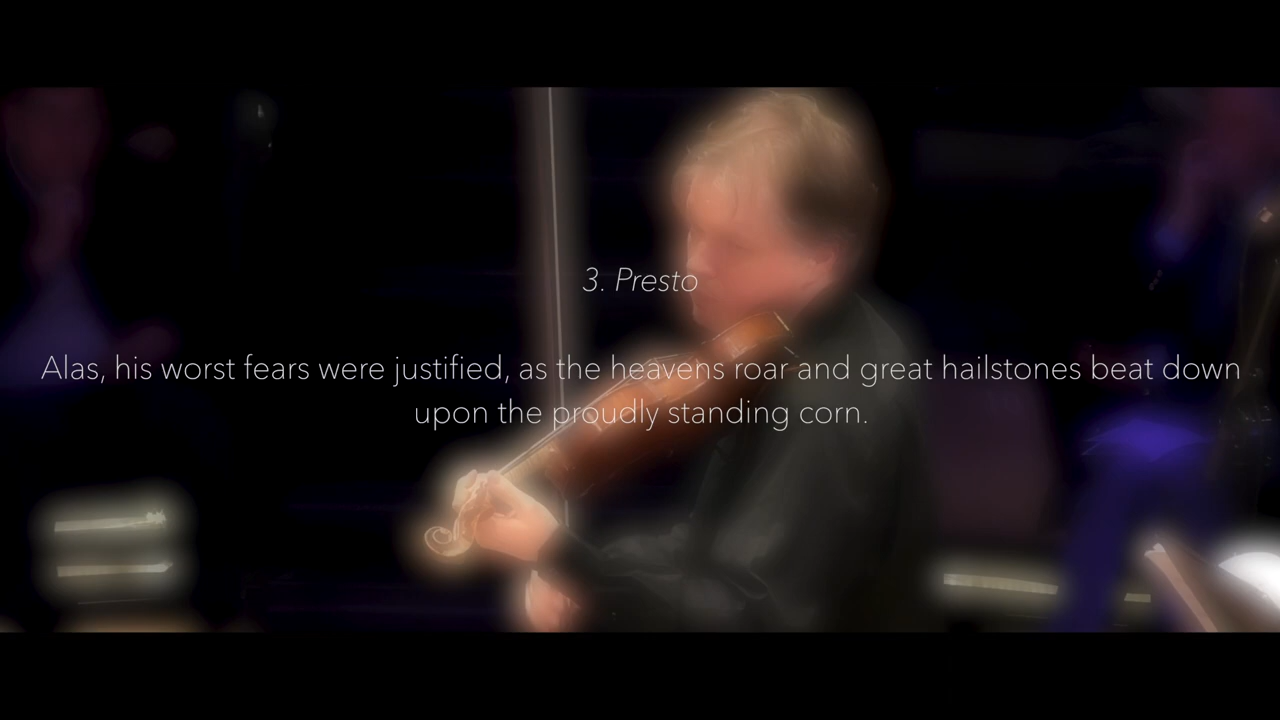 3. Presto
Alas, his worst fears were justified, as the heavens roar and great hailstones beat down
upon the proudly standing corn.